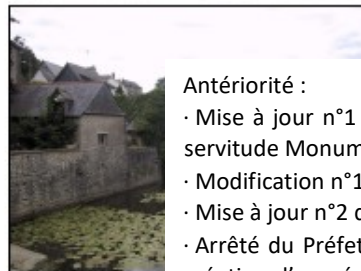 Antériorité :
· Mise à jour n°1
servitude Monum
· Modification n°1
· Mise à jour n°2
· Arrêté du Préfet